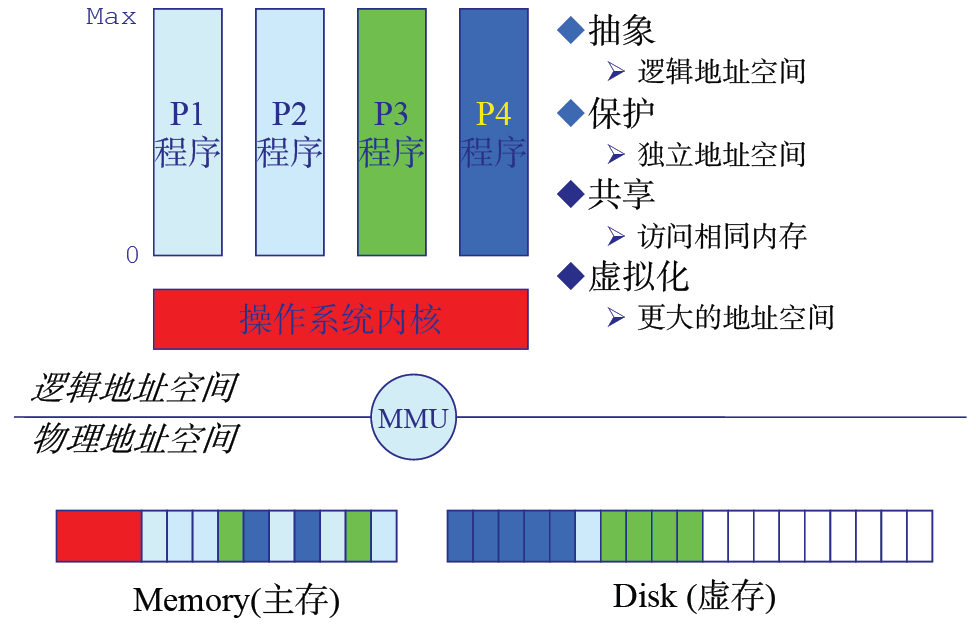 Max
P1
程序
P2
程序
P3
程序
P4
程序
0
操作系统内核
抽象
逻辑地址空间
保护
独立地址空间
共享
访问相同内存
虚拟化
更大的地址空间
逻辑地址空间
MMU
物理地址空间
Memory(主存)
Disk (虚存)